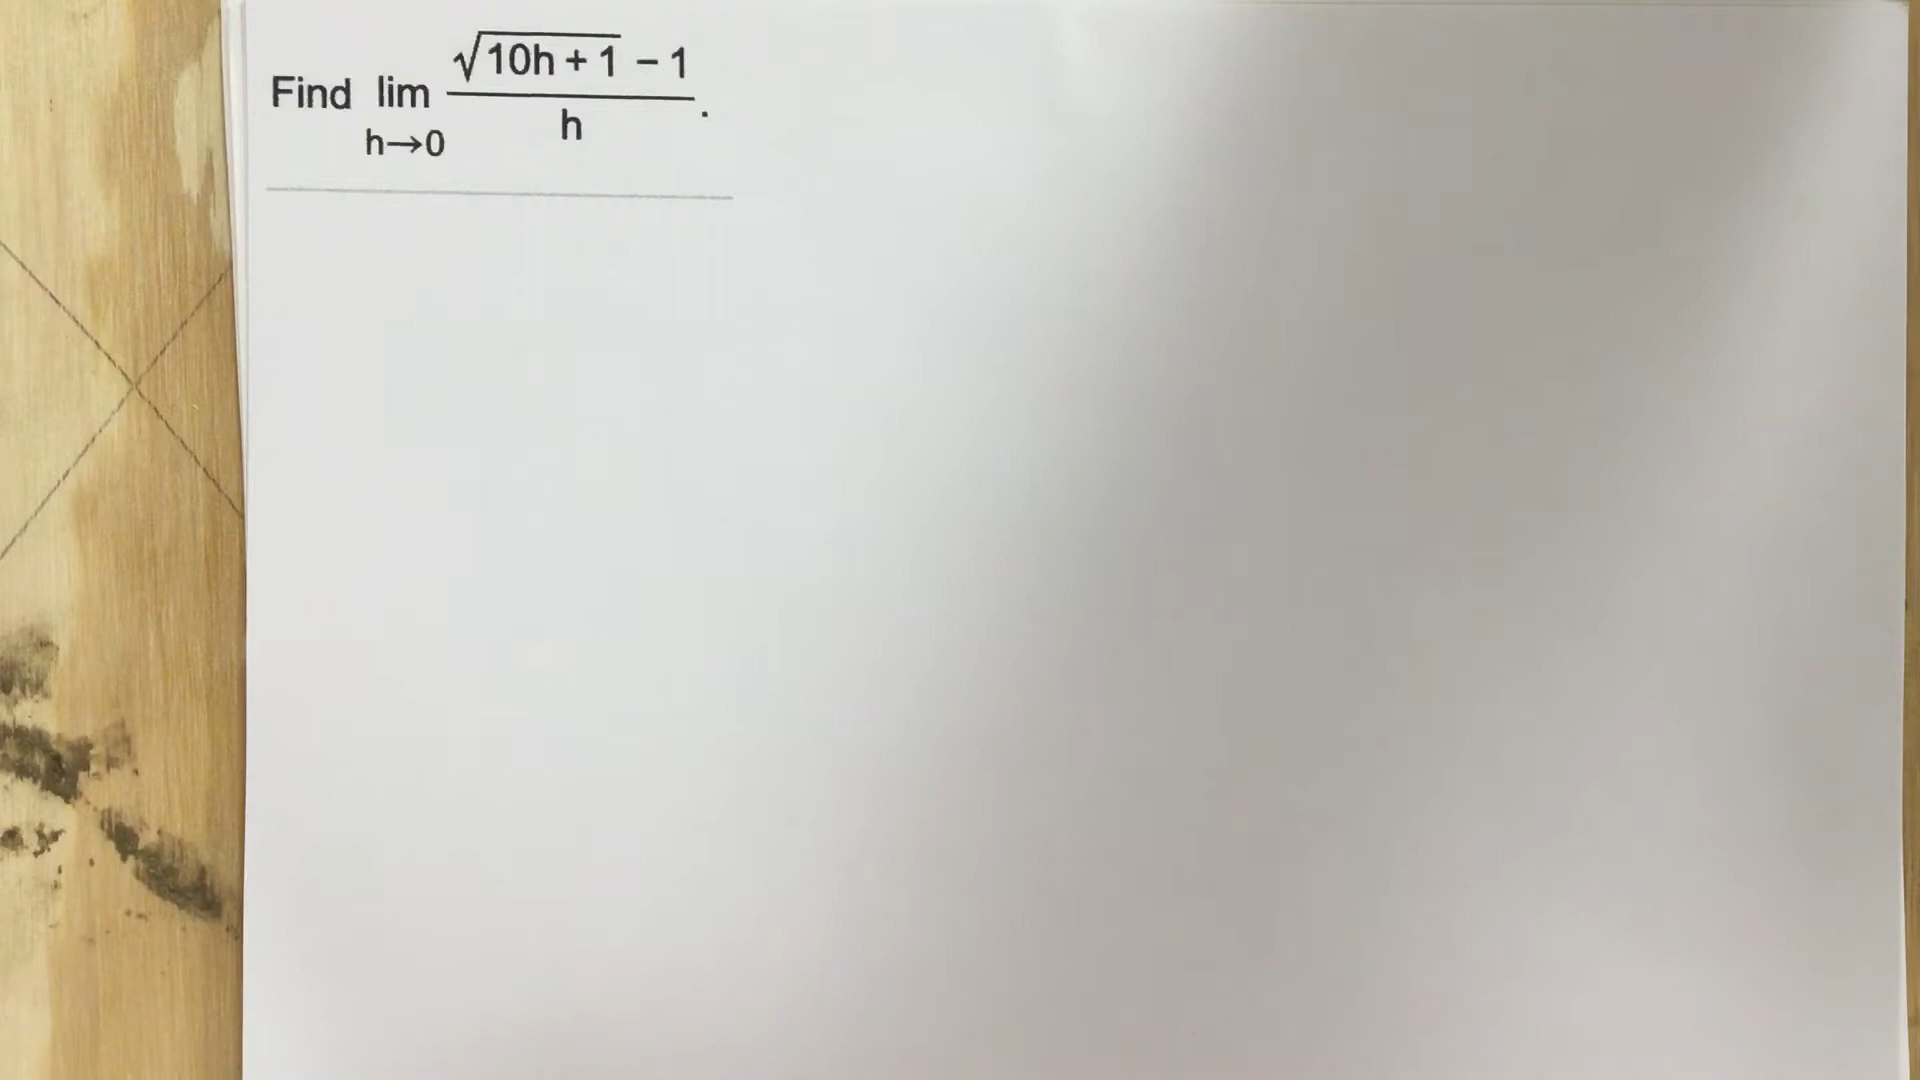 Find lim h→0 (√(10h + 1) − 1)/h.